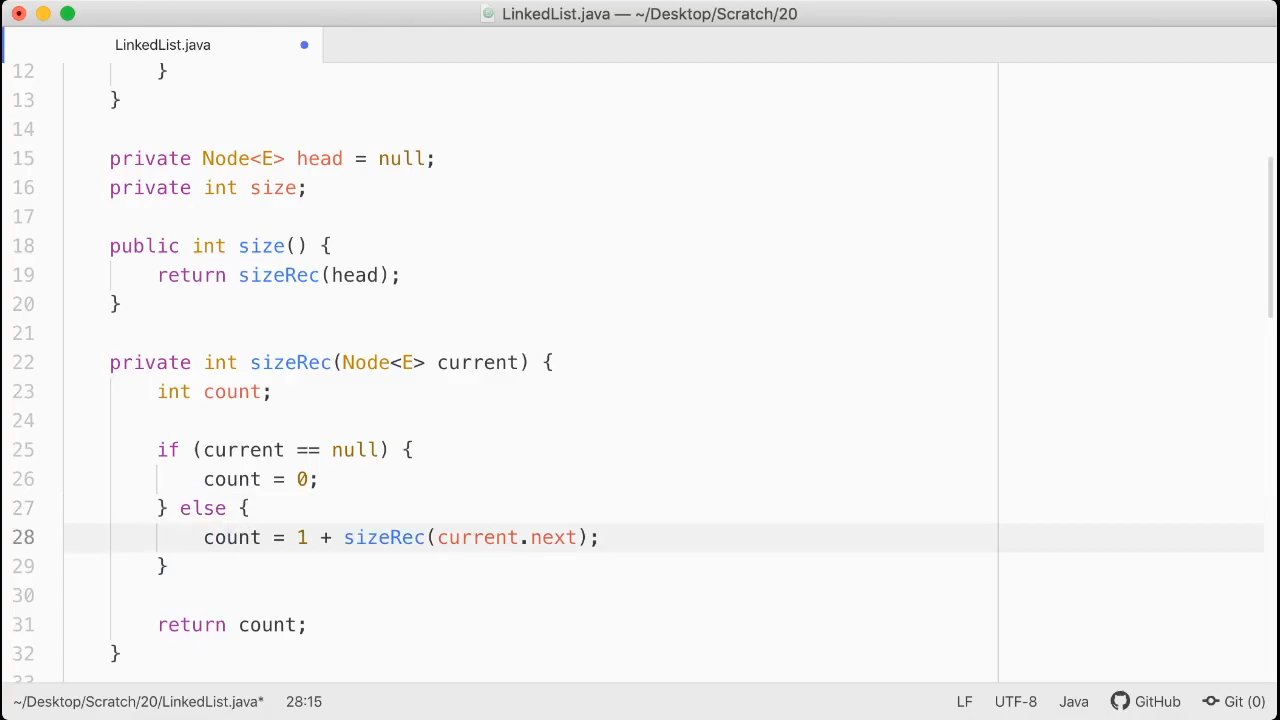 LinkedList.java — ~/Desktop/Scratch/20
LinkedList.java
12 }
13 }
14
15 private Node<E> head = null;
16 private int size;
17
18 public int size() {
19 return sizeRec(head);
20 }
21
22 private int sizeRec(Node<E> current) {
23 int count;
24
25 if (current == null) {
26 count = 0;
27 } else {
28 count = 1 + sizeRec(current.next);
29 }
30
31 return count;
32 }
33
~/Desktop/Scratch/20/LinkedList.java* 28:15 LF UTF-8 Java GitHub Git (0)